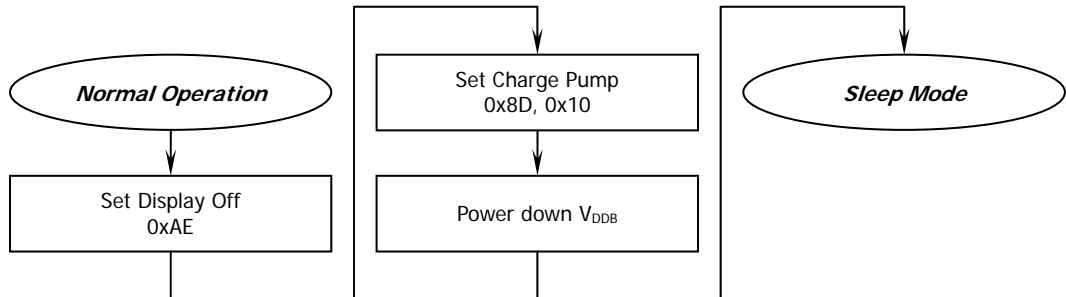 Normal Operation
Set Display Off
0xAE
Set Charge Pump
0x8D, 0x10
Power down VDDB
Sleep Mode